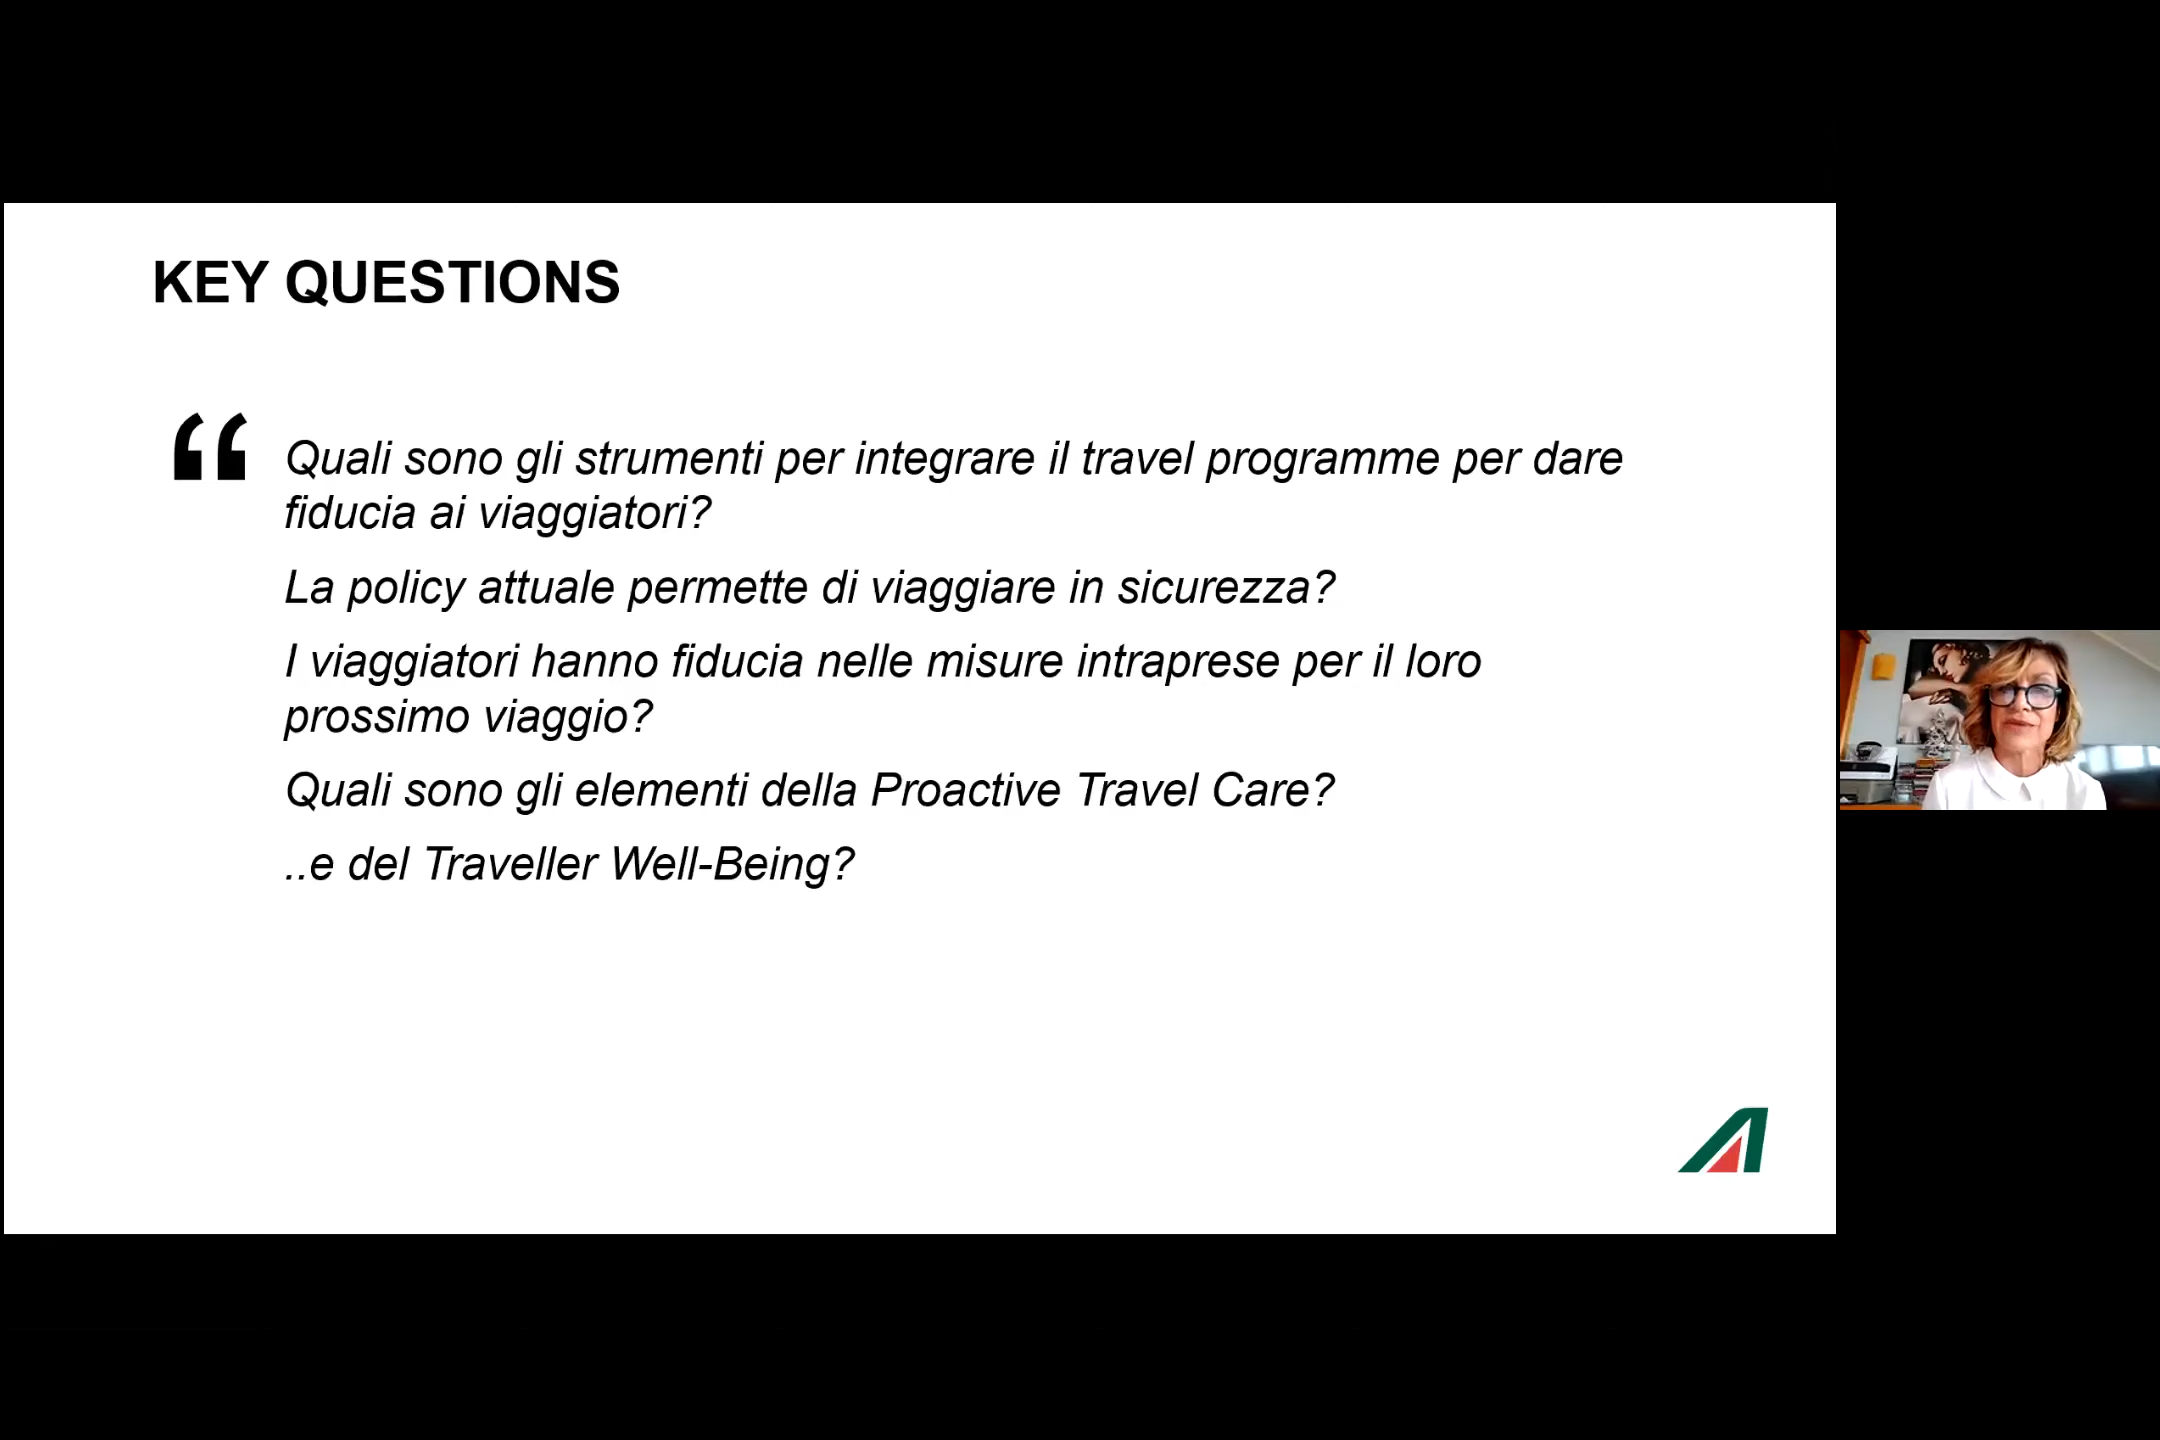 KEY QUESTIONS
“ Quali sono gli strumenti per integrare il travel programme per dare
fiducia ai viaggiatori?
La policy attuale permette di viaggiare in sicurezza?
I viaggiatori hanno fiducia nelle misure intraprese per il loro
prossimo viaggio?
Quali sono gli elementi della Proactive Travel Care?
..e del Traveller Well-Being?